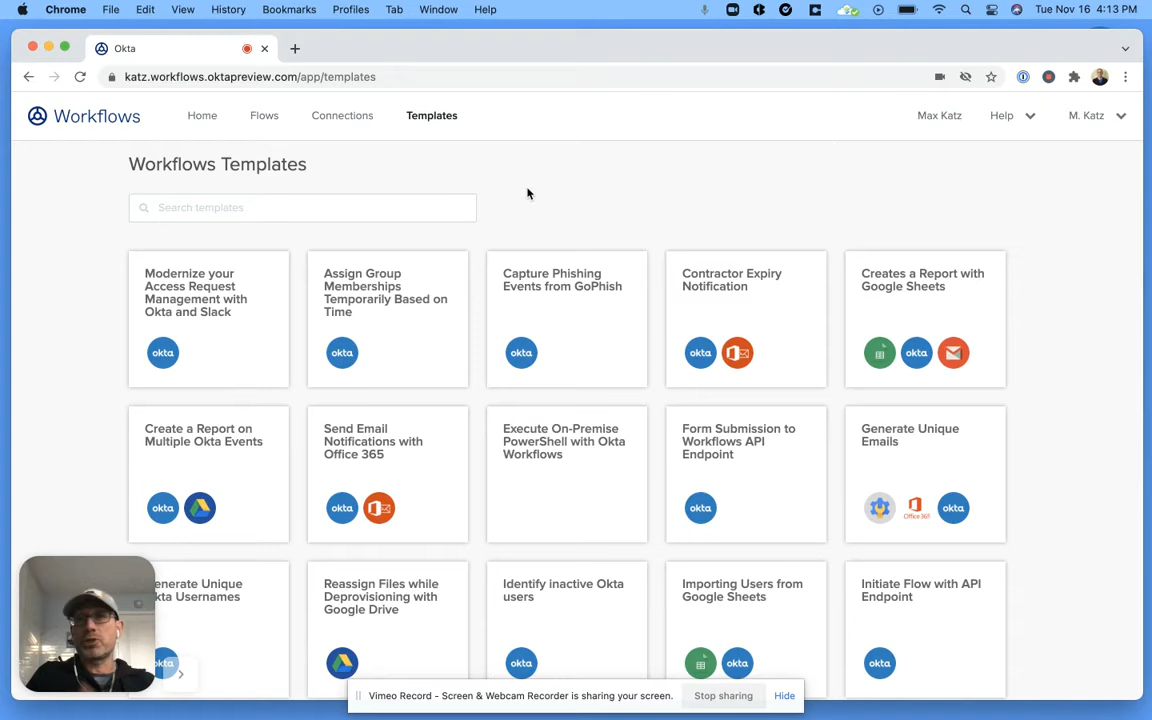 Chrome File Edit View History Bookmarks Profiles Tab Window Help Tue Nov 16 4:13 PM
Okta
katz.workflows.oktapreview.com/app/templates
Workflows Home Flows Connections Templates Max Katz Help M. Katz
Workflows Templates
Search templates
Modernize your
Access Request
Management with
Okta and Slack
okta
Assign Group
Memberships
Temporarily Based on
Time
okta
Capture Phishing
Events from GoPhish
okta
Contractor Expiry
Notification
okta
Creates a Report with
Google Sheets
okta
Create a Report on
Multiple Okta Events
okta
Send Email
Notifications with
Office 365
okta
Execute On-Premise
PowerShell with Okta
Workflows
Form Submission to
Workflows API
Endpoint
okta
Generate Unique
Emails
Office 365
okta
enerate Unique
kta Usernames
okta
Reassign Files while
Deprovisioning with
Google Drive
Identify inactive Okta
users
okta
Importing Users from
Google Sheets
okta
Initiate Flow with API
Endpoint
okta
Vimeo Record - Screen & Webcam Recorder is sharing your screen. Stop sharing Hide